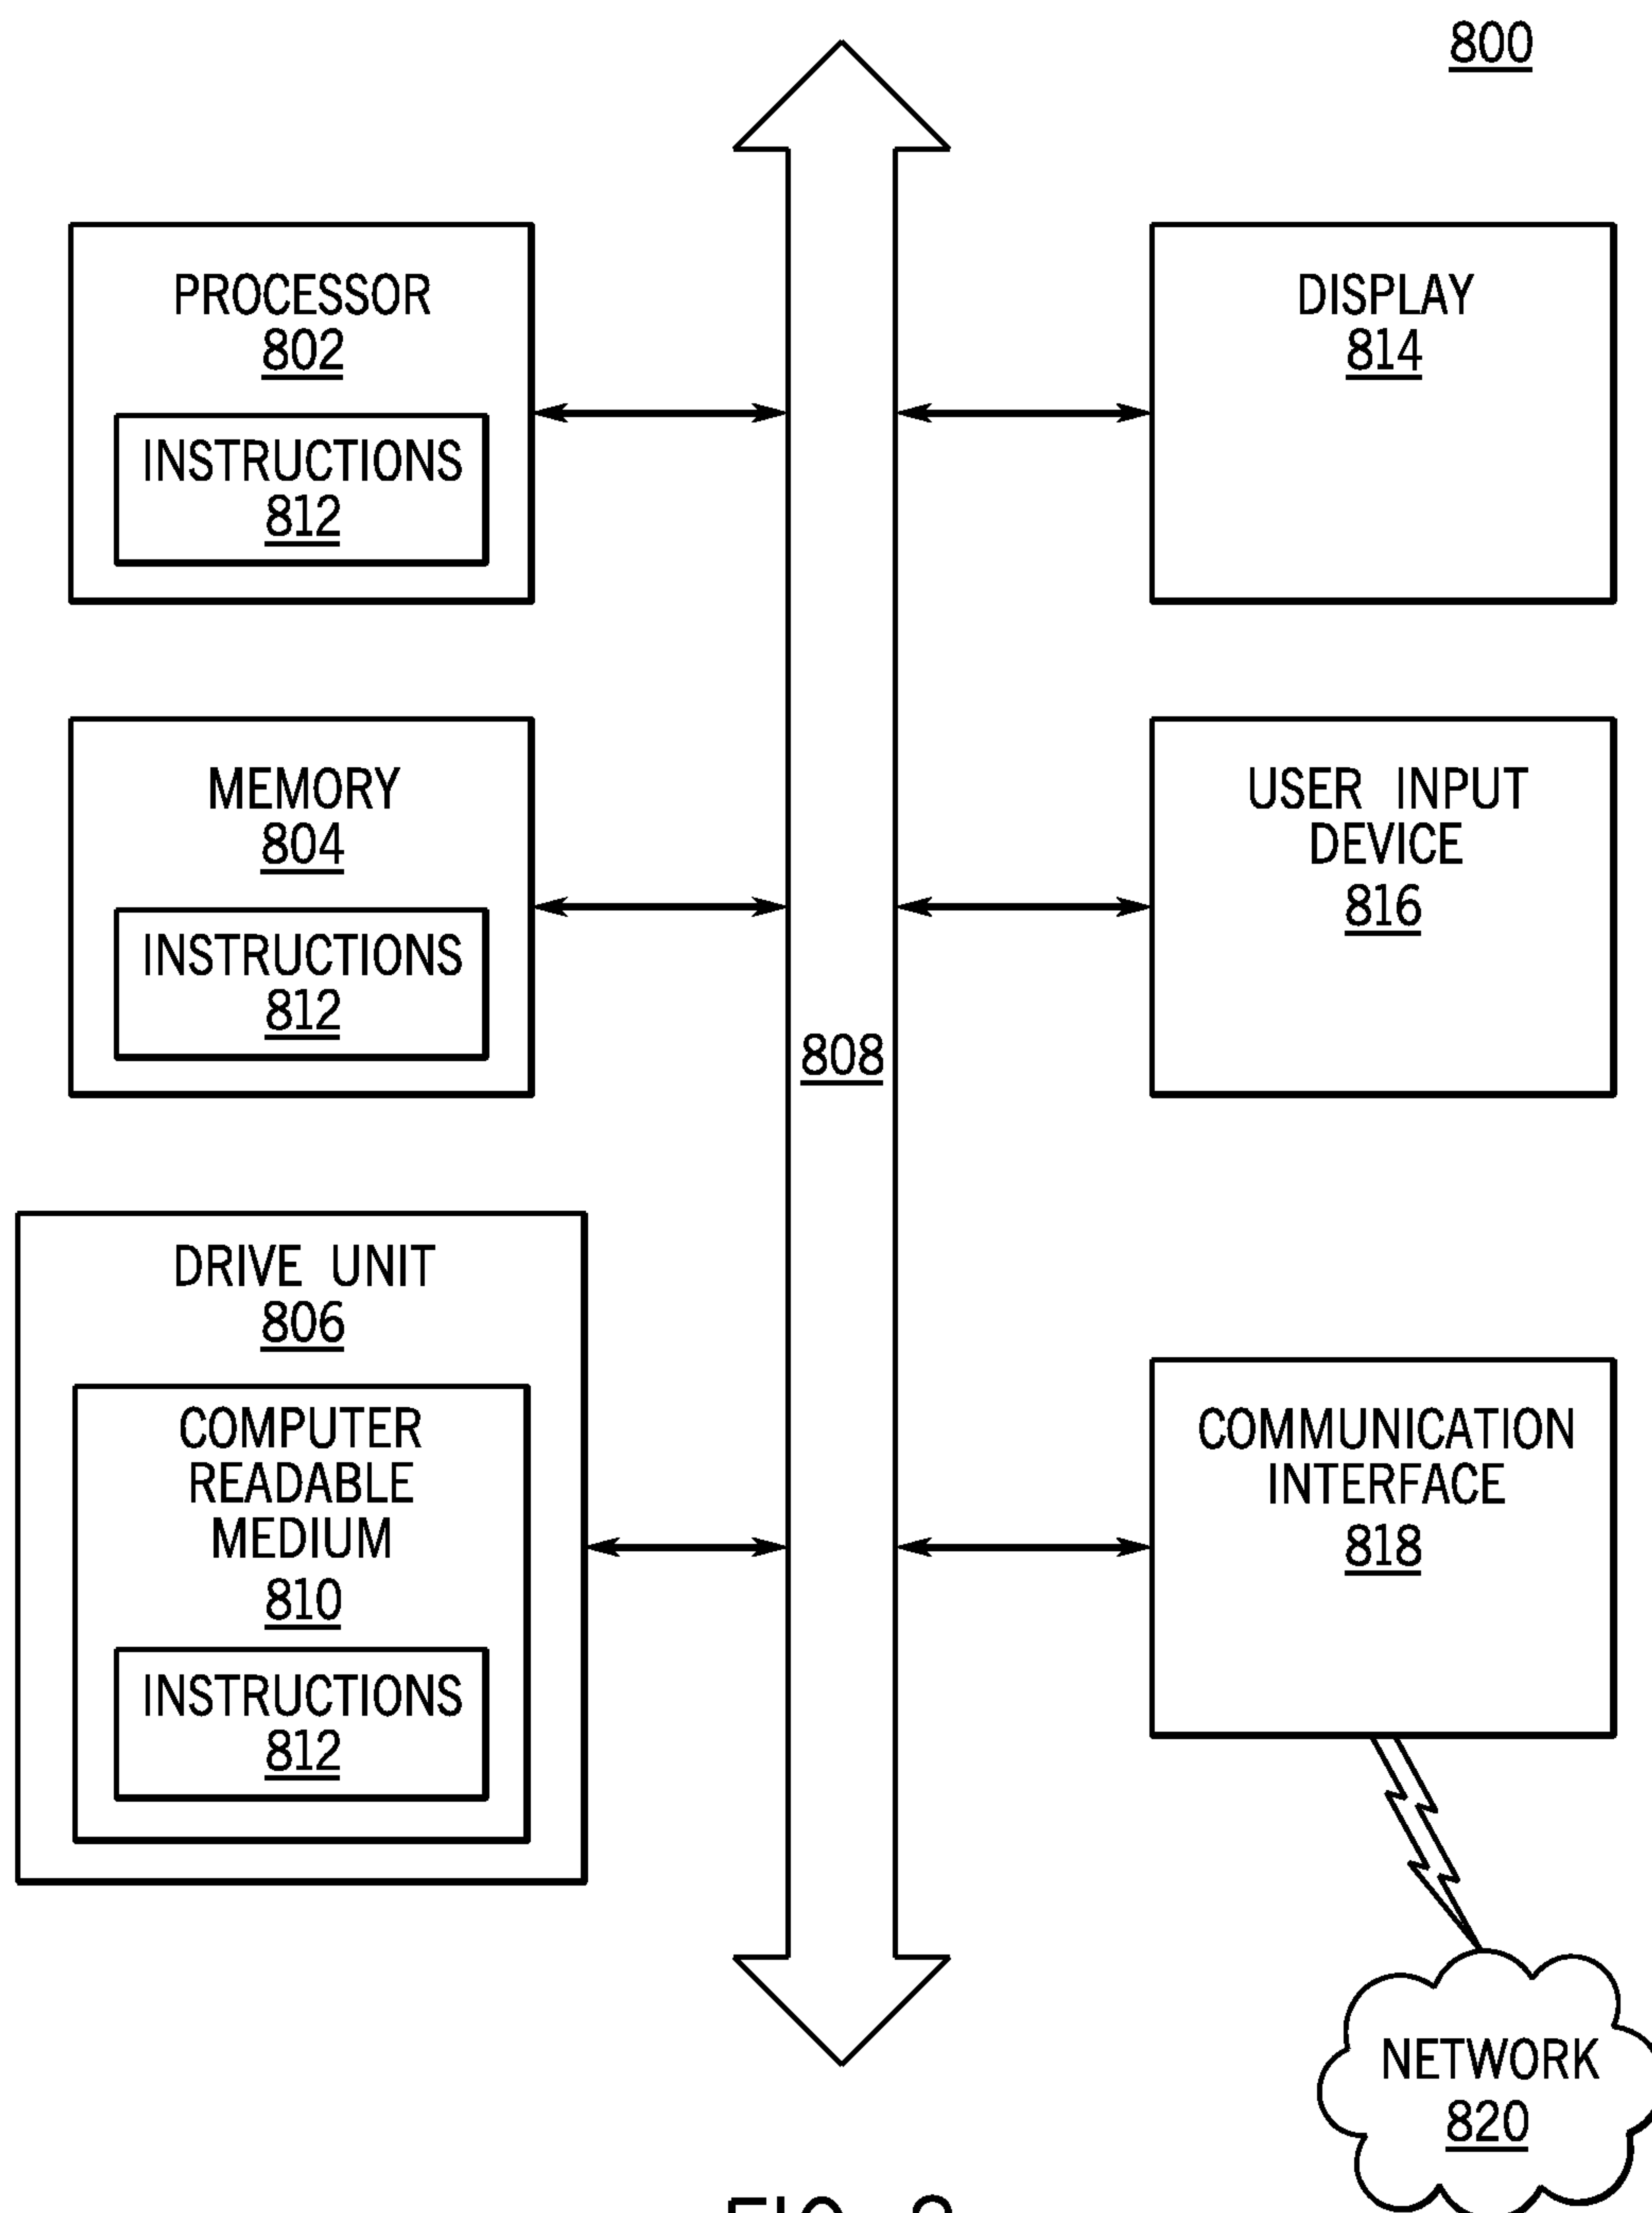 800
PROCESSOR
802
INSTRUCTIONS
812
DISPLAY
814
MEMORY
804
INSTRUCTIONS
812
USER INPUT
DEVICE
816
808
DRIVE UNIT
806
COMPUTER
READABLE
MEDIUM
810
INSTRUCTIONS
812
COMMUNICATION
INTERFACE
818
NETWORK
820